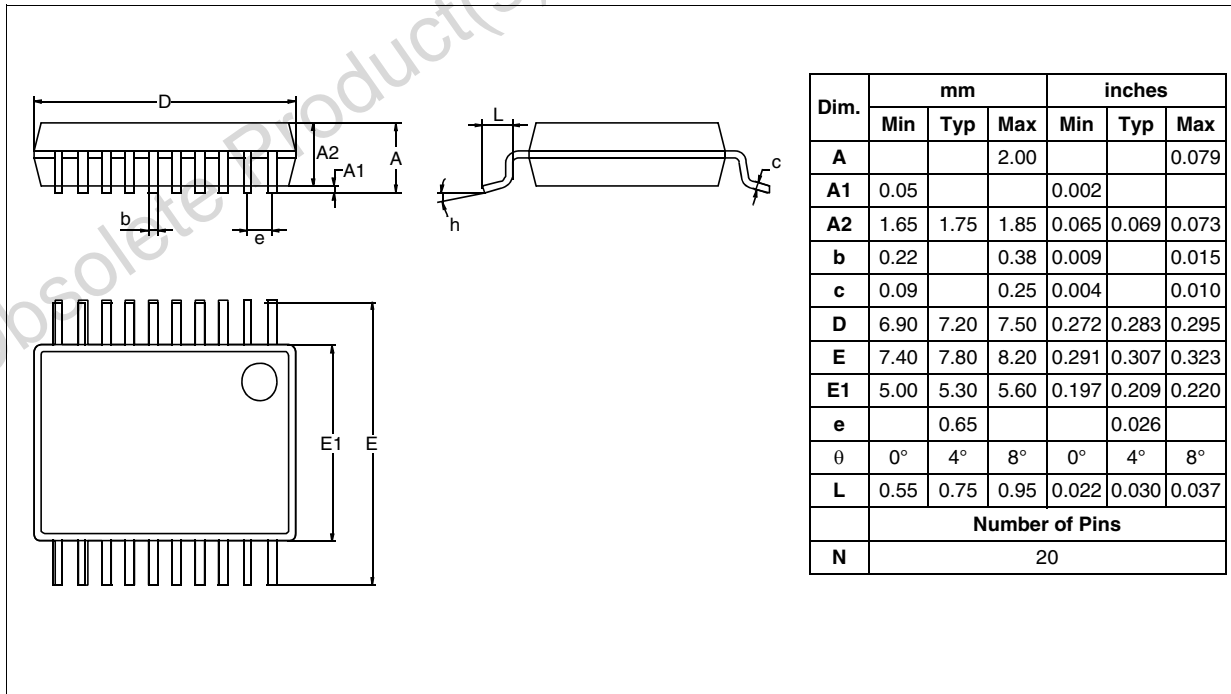 Obsolete Product(s)
D
A2
A1
A
b
e
L
c
h
E1
E
Dim. mm inches
Min Typ Max Min Typ Max
A 2.00 0.079
A1 0.05 0.002
A2 1.65 1.75 1.85 0.065 0.069 0.073
b 0.22 0.38 0.009 0.015
c 0.09 0.25 0.004 0.010
D 6.90 7.20 7.50 0.272 0.283 0.295
E 7.40 7.80 8.20 0.291 0.307 0.323
E1 5.00 5.30 5.60 0.197 0.209 0.220
e 0.65 0.026
θ 0° 4° 8° 0° 4° 8°
L 0.55 0.75 0.95 0.022 0.030 0.037
Number of Pins
N 20